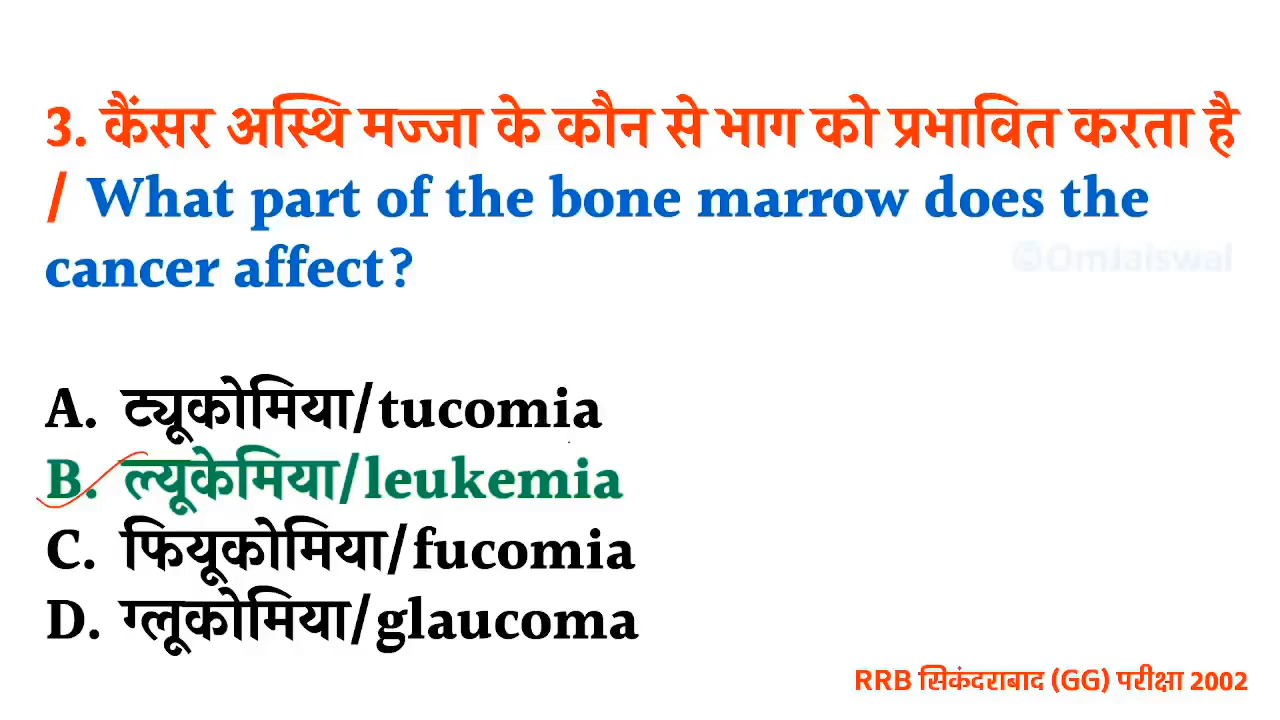 3. कैंसर अस्थि मज्जा के कौन से भाग को प्रभावित करता है
/ What part of the bone marrow does the
cancer affect?
@OmJaiswal
A. ट्यूकोमिया/tucomia
B. ल्यूकेमिया/leukemia
C. फियूकोमिया/fucomia
D. ग्लूकोमिया/glaucoma
RRB सिकंदराबाद (GG) परीक्षा 2002